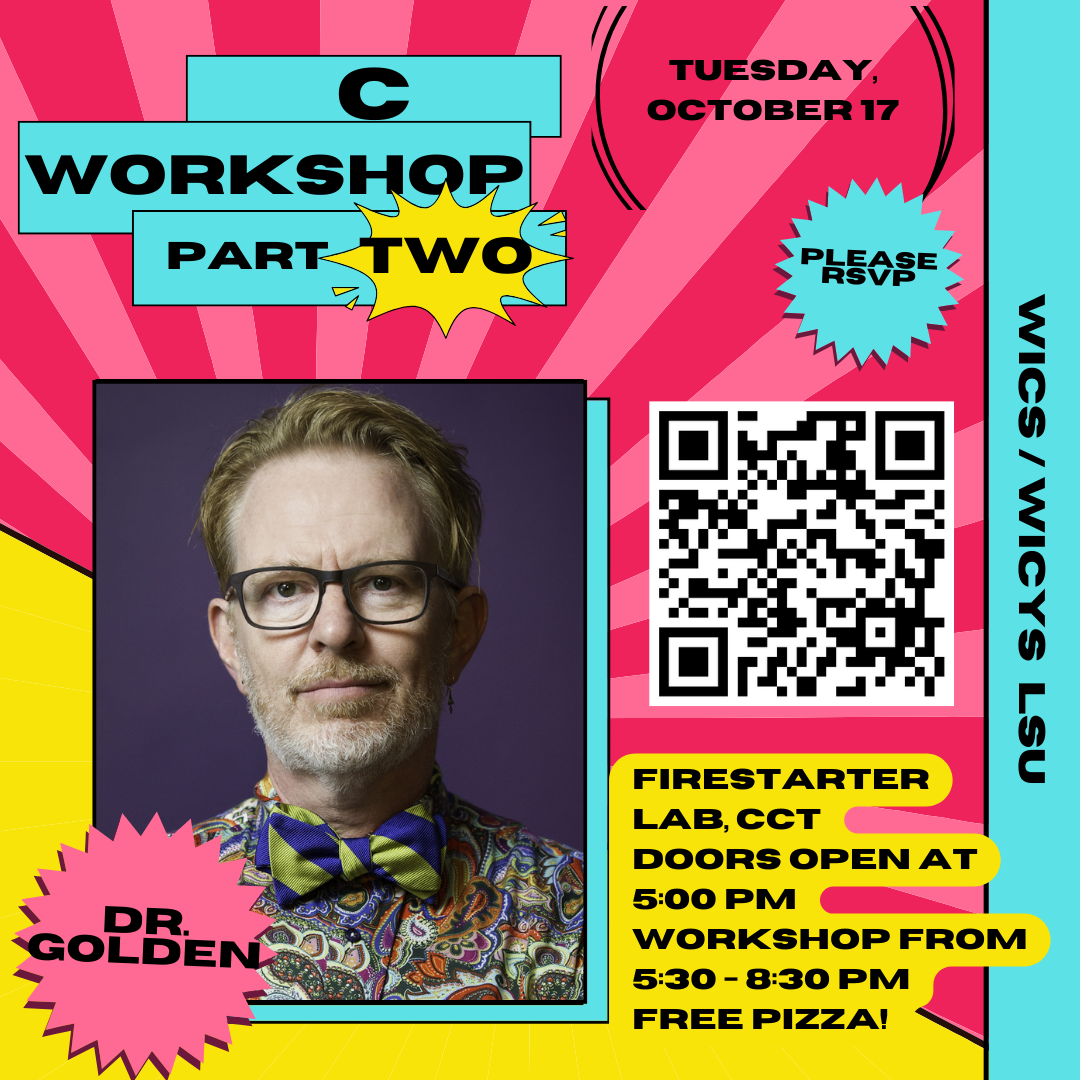 C
WORKSHOP
PART TWO
TUESDAY,
OCTOBER 17
PLEASE
RSVP
WICS / WICYS LSU
DR.
GOLDEN
FIRESTARTER
LAB, CCT
DOORS OPEN AT
5:00 PM
WORKSHOP FROM
5:30 - 8:30 PM
FREE PIZZA!